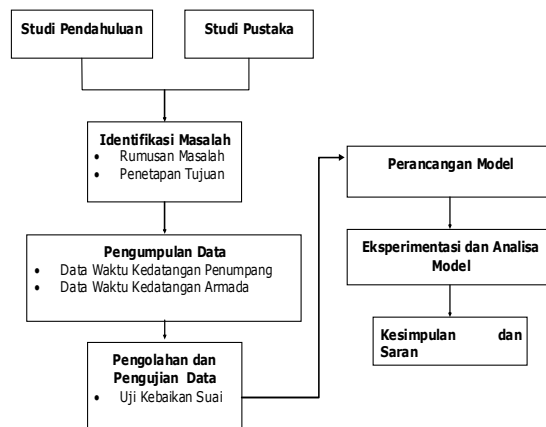 Studi Pendahuluan
Studi Pustaka
Identifikasi Masalah
• Rumusan Masalah
• Penetapan Tujuan
Pengumpulan Data
• Data Waktu Kedatangan Penumpang
• Data Waktu Kedatangan Armada
Pengolahan dan
Pengujian Data
• Uji Kebaikan Suai
Perancangan Model
Eksperimentasi dan Analisa
Model
Kesimpulan dan
Saran